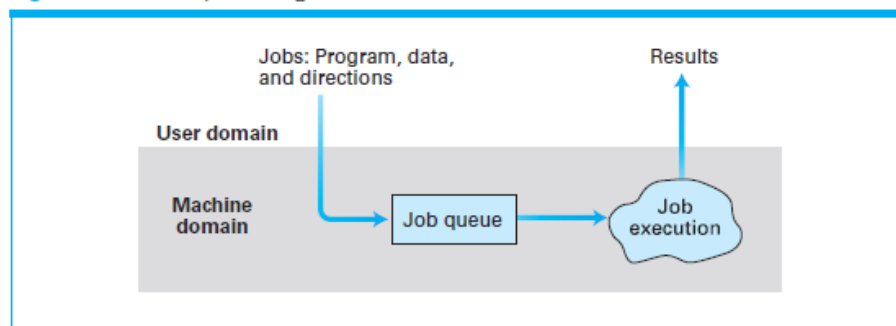 Jobs: Program, data,
and directions
Results
User domain
Machine
domain
Job queue
Job
execution